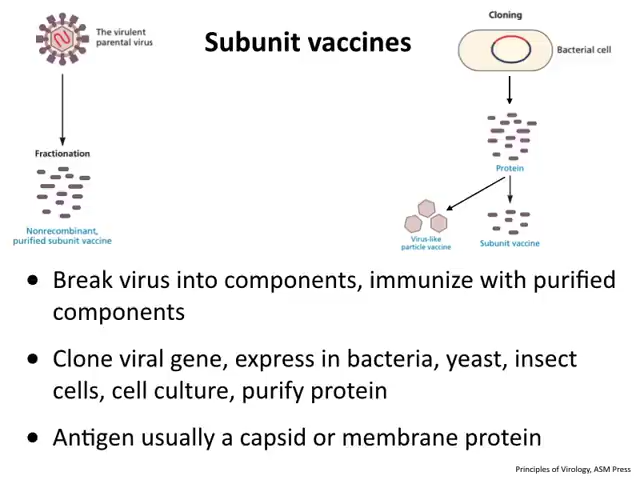 Subunit vaccines
The virulent
parental virus
Fractionation
Nonrecombinant,
purified subunit vaccine
Cloning
Bacterial cell
Protein
Virus-like
particle vaccine
Subunit vaccine
• Break virus into components, immunize with purified
components
• Clone viral gene, express in bacteria, yeast, insect
cells, cell culture, purify protein
• Antigen usually a capsid or membrane protein
Principles of Virology, ASM Press